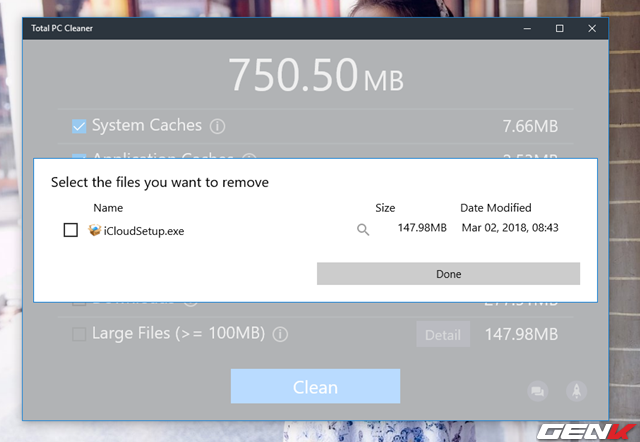 Total PC Cleaner
750.50 MB
System Caches 7.66MB
Application Caches
Select the files you want to remove
Name Size Date Modified
iCloudSetup.exe 147.98MB Mar 02, 2018, 08:43
Done
Downloads
Large Files (>= 100MB) Detail 147.98MB
Clean
GENK